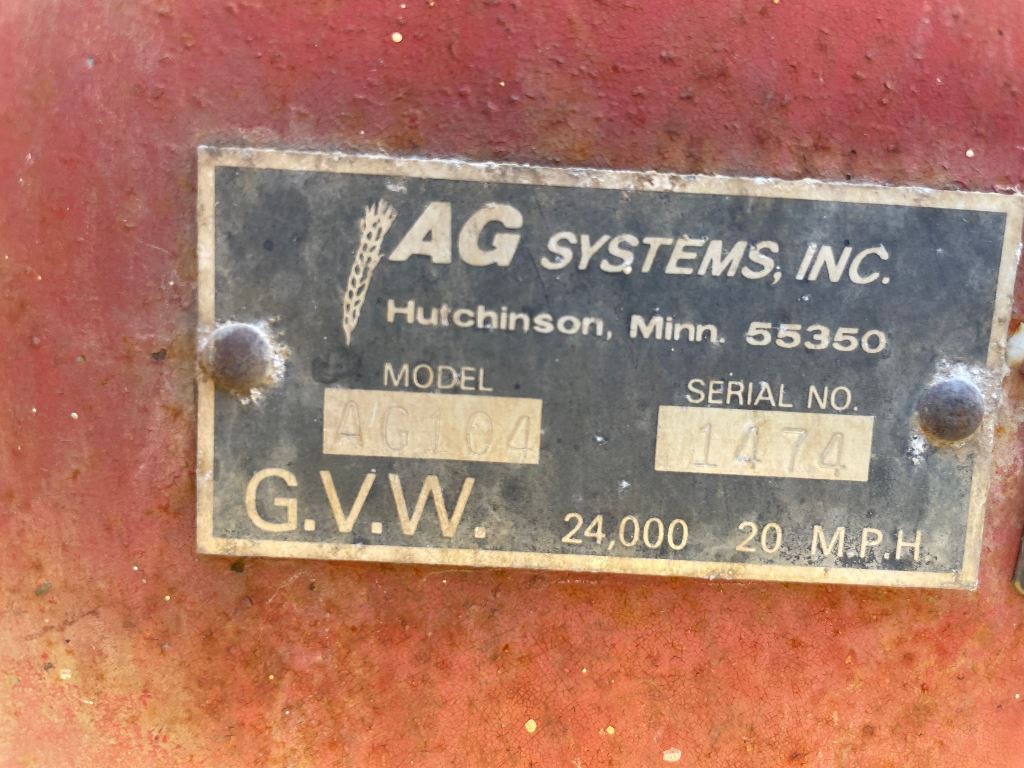 AG SYSTEMS, INC.
Hutchinson, Minn. 55350
MODEL SERIAL NO.
AG104 1474
G.V.W. 24,000 20 M.P.H.